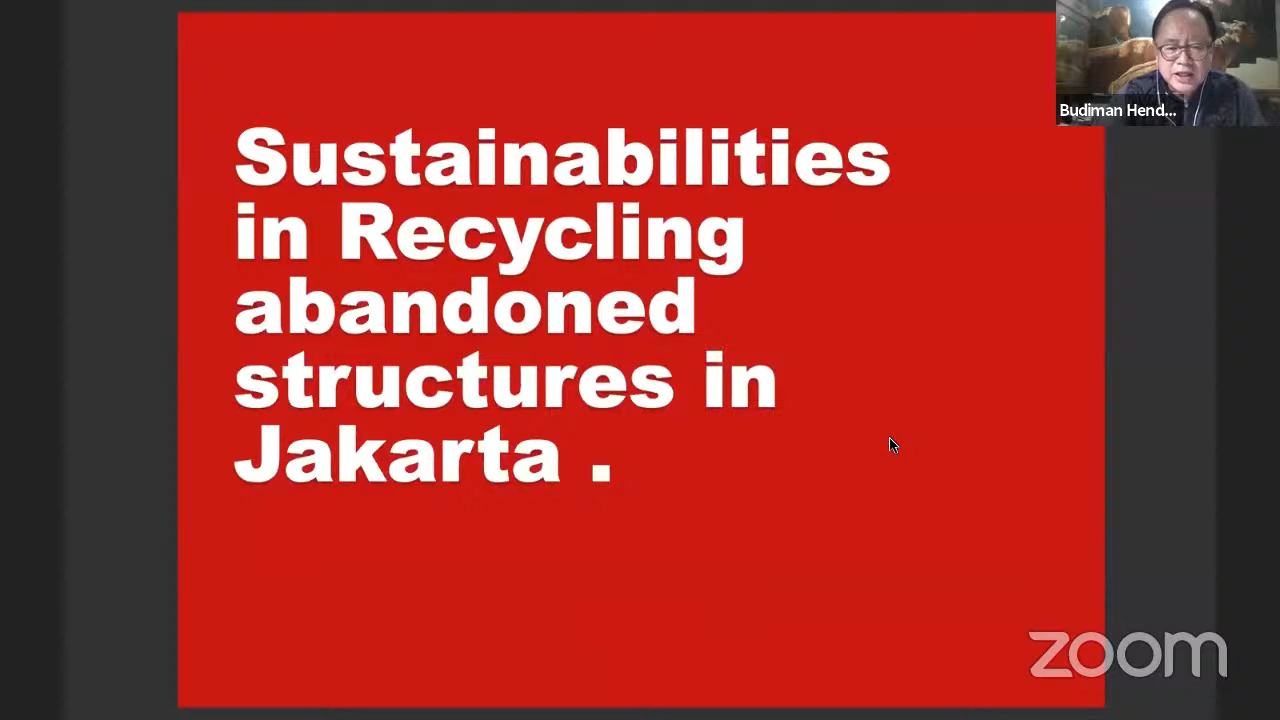 Sustainabilities
in Recycling
abandoned
structures in
Jakarta .
Budiman Hend...
zoom